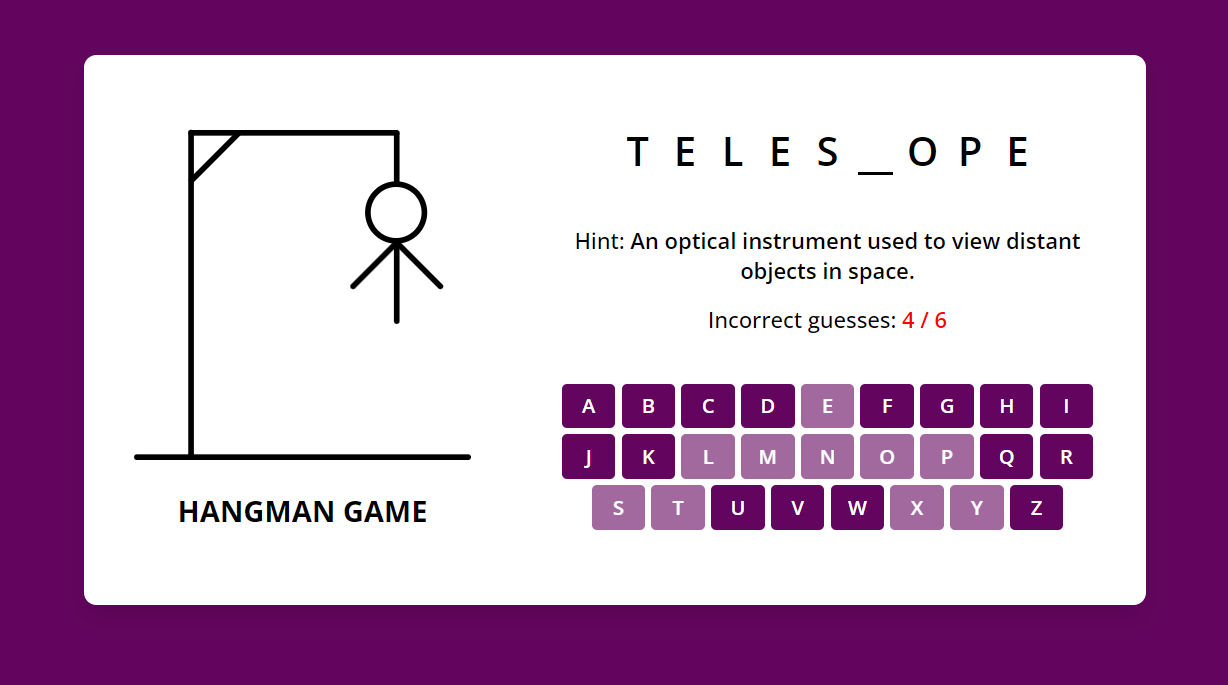 T E L E S _ O P E
Hint: An optical instrument used to view distant
objects in space.
Incorrect guesses: 4 / 6
A B C D E F G H I
J K L M N O P Q R
S T U V W X Y Z
HANGMAN GAME